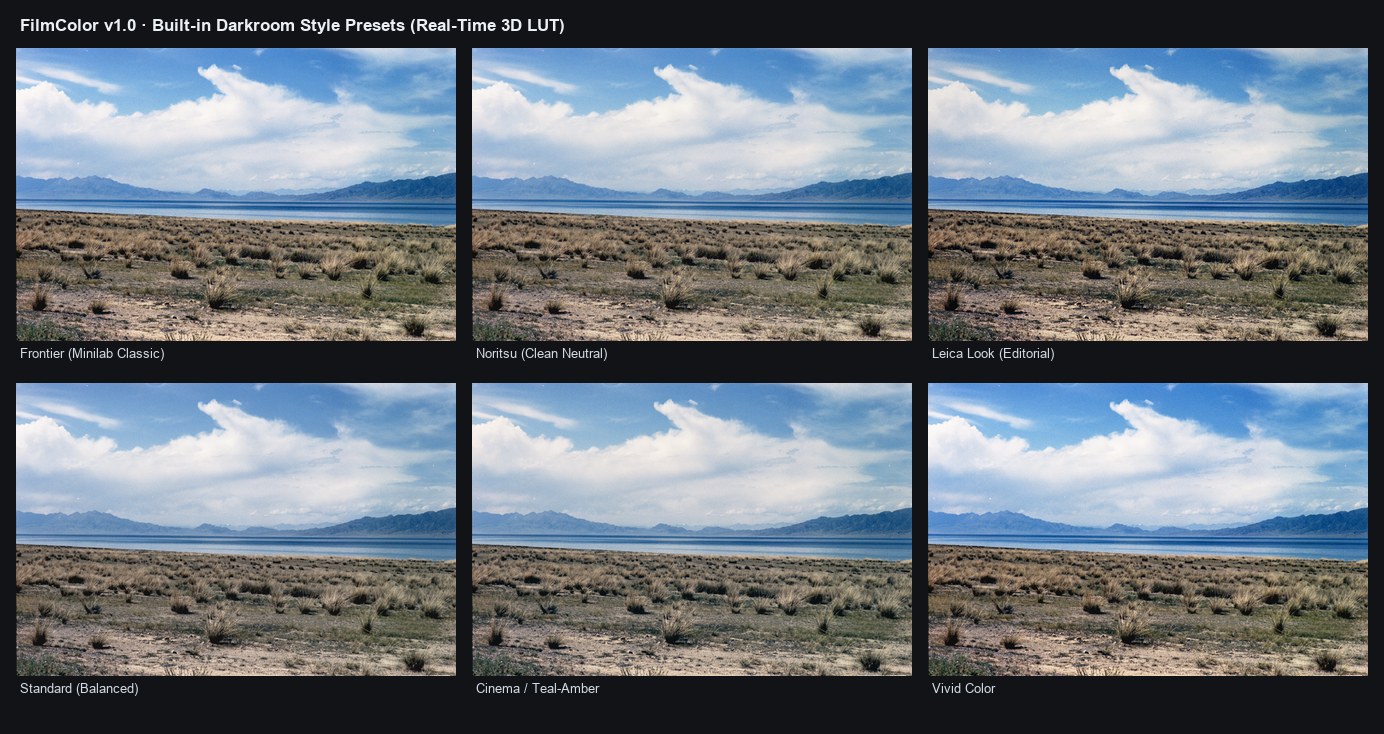 FilmColor v1.0 · Built-in Darkroom Style Presets (Real-Time 3D LUT)
Frontier (Minilab Classic)
Noritsu (Clean Neutral)
Leica Look (Editorial)
Standard (Balanced)
Cinema / Teal-Amber
Vivid Color